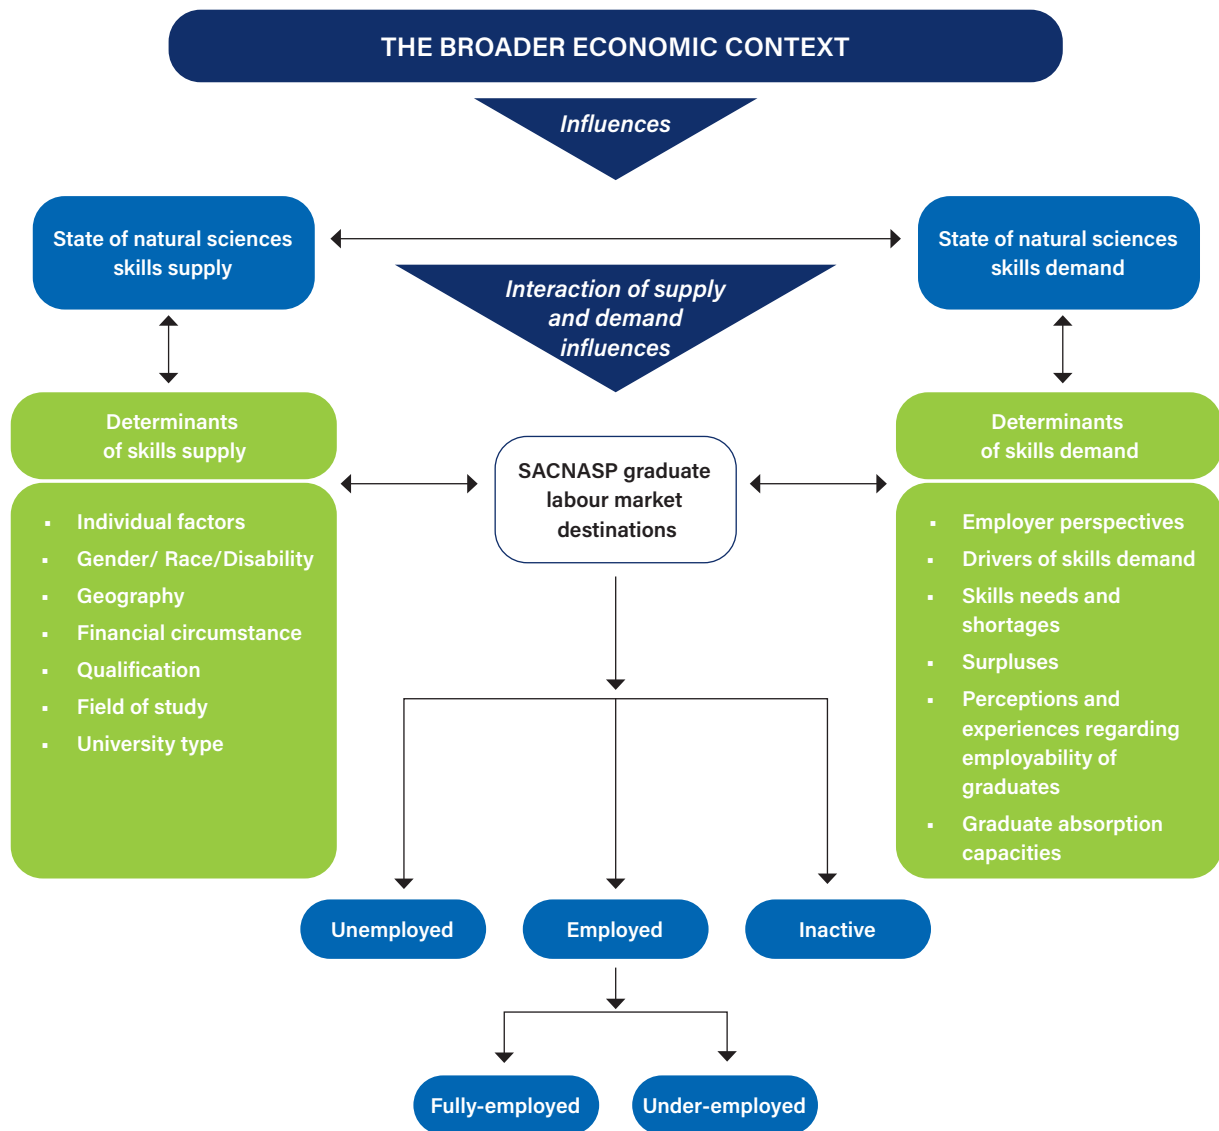 THE BROADER ECONOMIC CONTEXT
Influences
State of natural sciences
skills supply
State of natural sciences
skills demand
Interaction of supply
and demand
influences
Determinants
of skills supply
▪ Individual factors
▪ Gender/ Race/Disability
▪ Geography
▪ Financial circumstance
▪ Qualification
▪ Field of study
▪ University type
SACNASP graduate
labour market
destinations
Determinants
of skills demand
▪ Employer perspectives
▪ Drivers of skills demand
▪ Skills needs and
shortages
▪ Surpluses
▪ Perceptions and
experiences regarding
employability of
graduates
▪ Graduate absorption
capacities
Unemployed
Employed
Inactive
Fully-employed
Under-employed